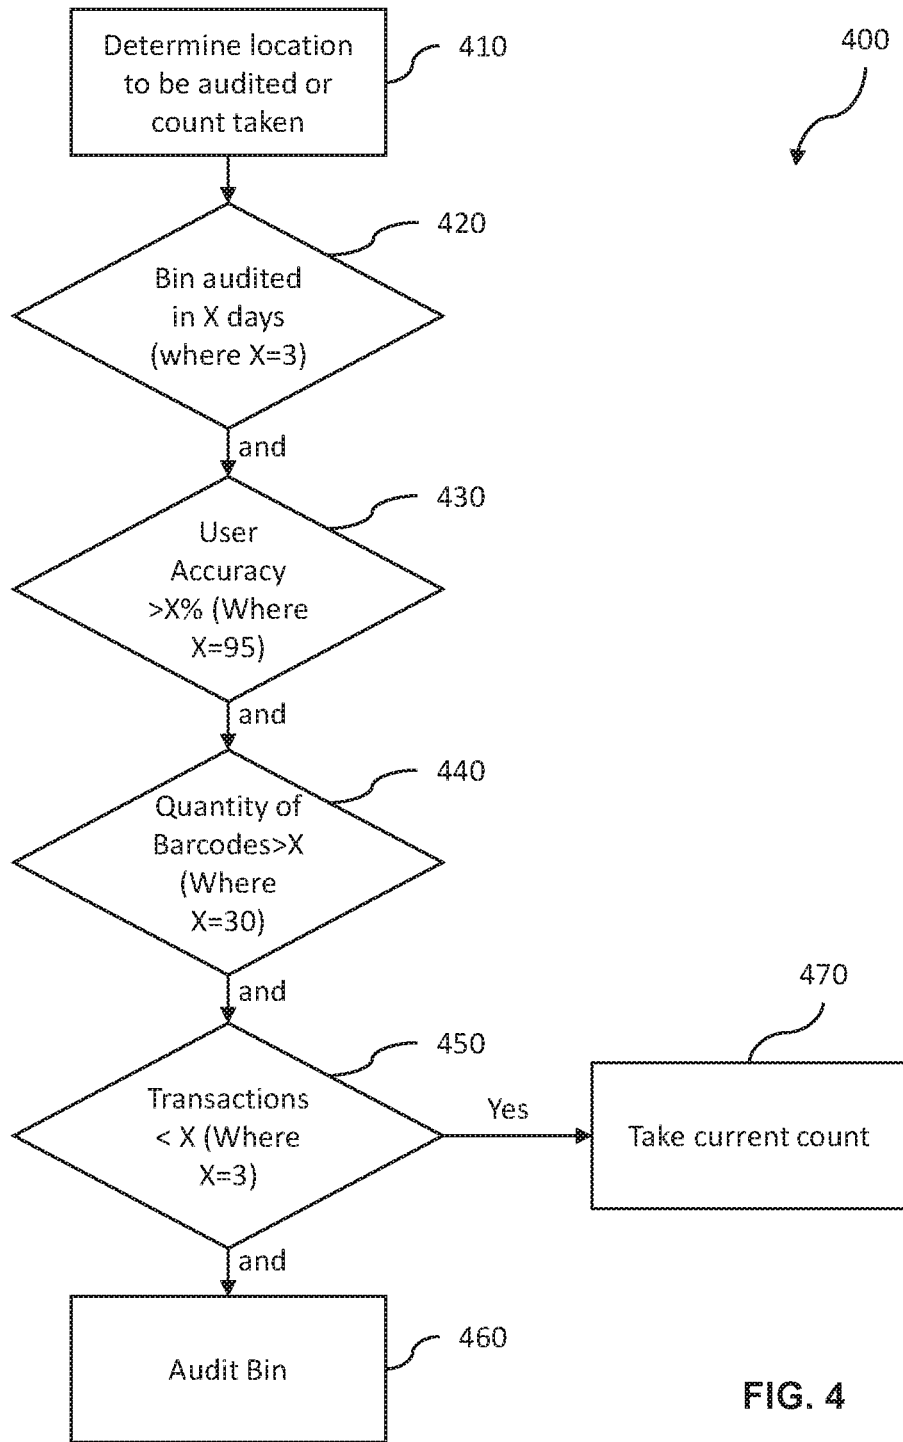 Determine location
to be audited or
count taken
410
400
420
Bin audited
in X days
(where X=3)
and
430
User
Accuracy
>X% (Where
X=95)
and
440
Quantity of
Barcodes>X
(Where
X=30)
and
450
Transactions
< X (Where
X=3)
Yes
470
Take current count
and
460
Audit Bin
FIG. 4